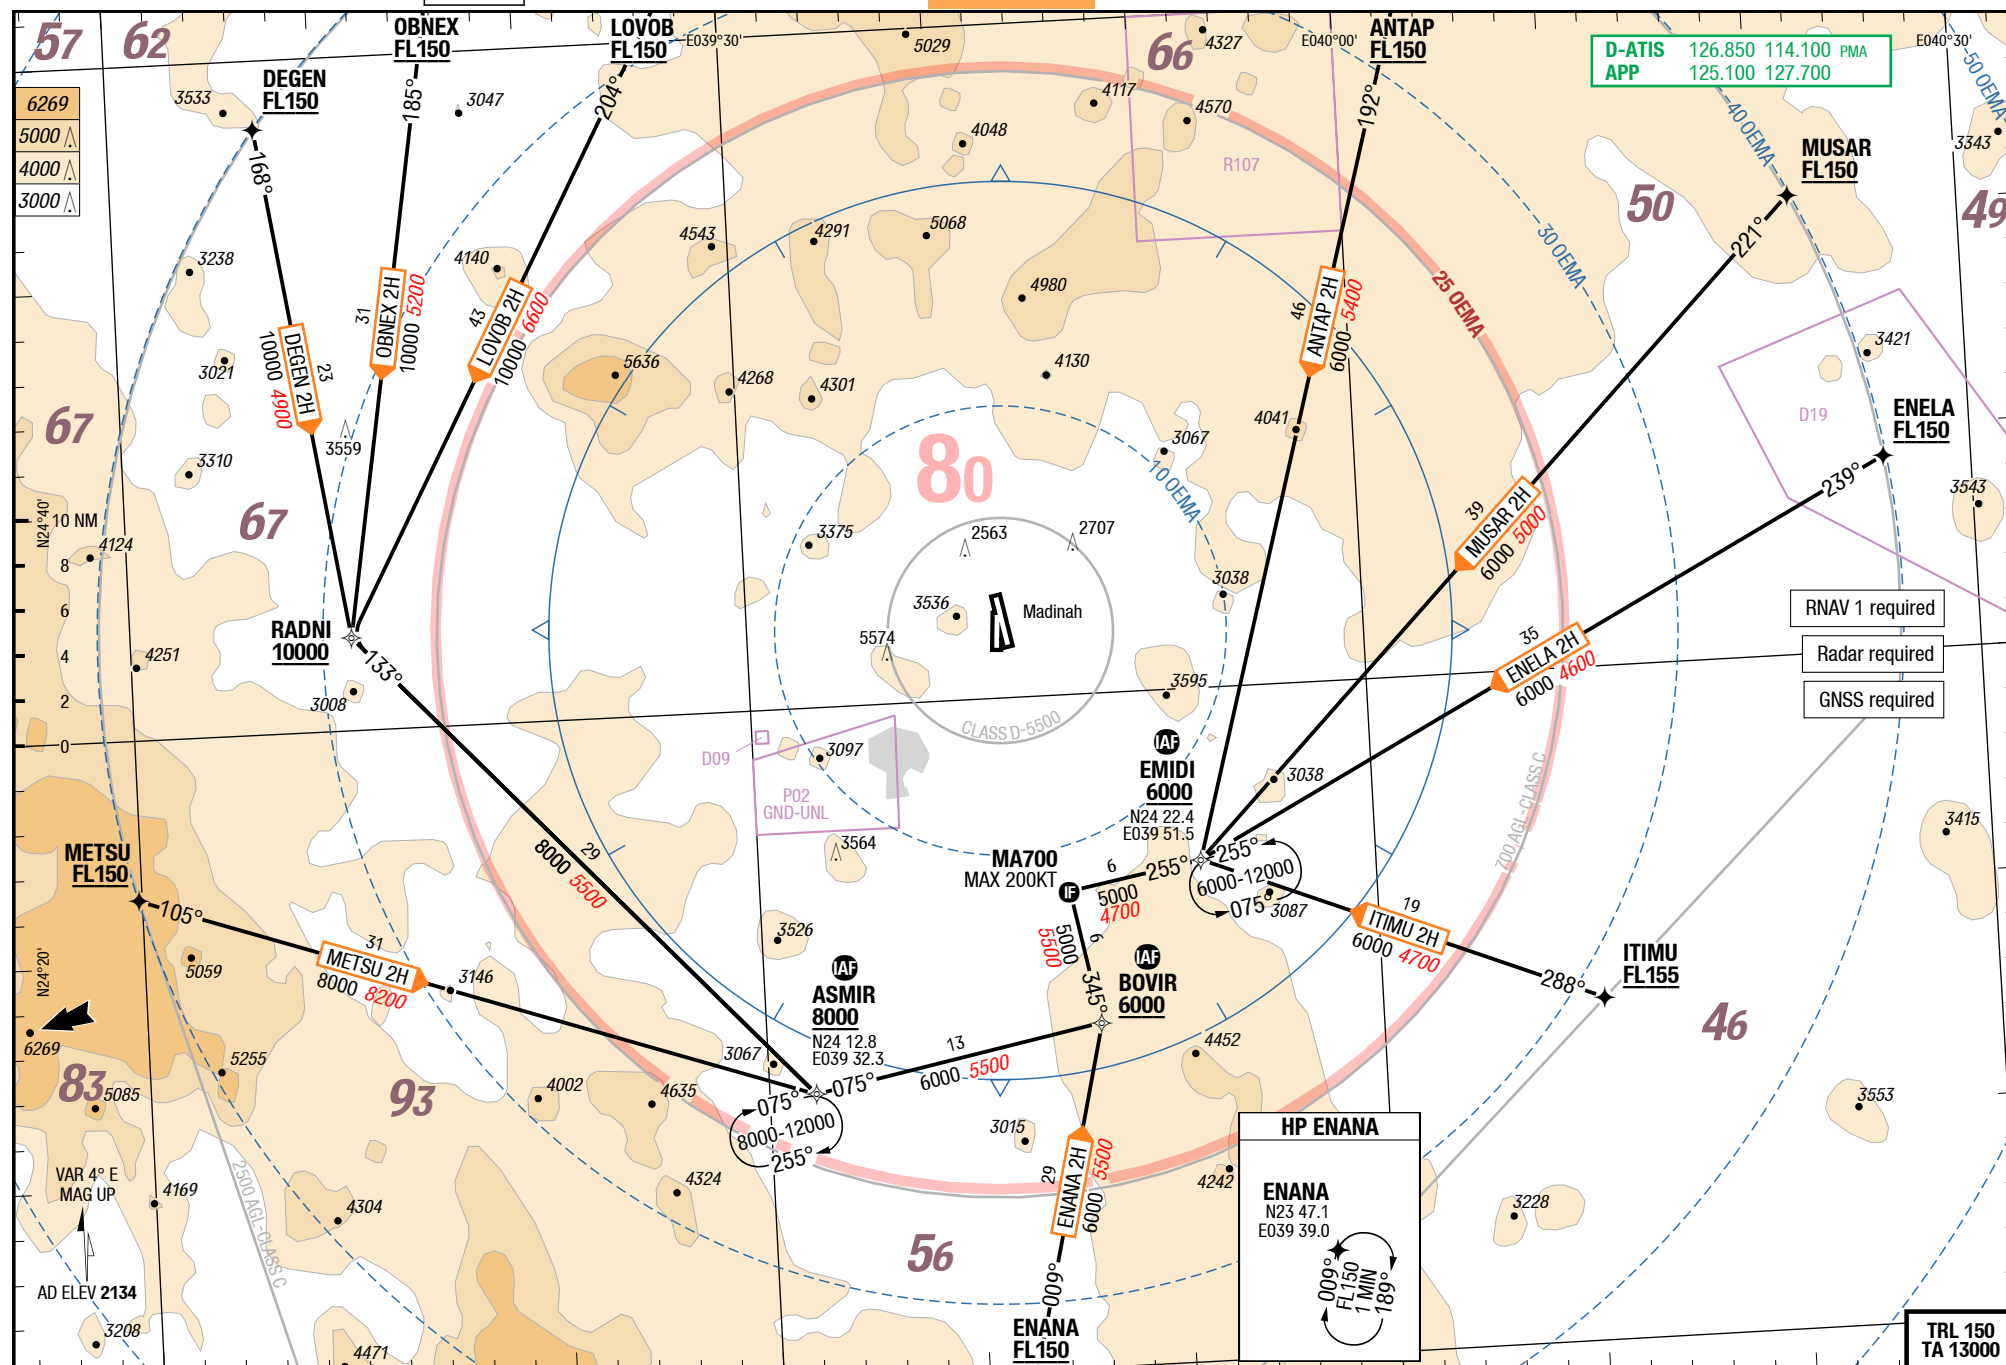 57
62
OBNEX
FL150
LOVOB
FL150
E039°30'
5029
66
4327
E040°00'
ANTAP
FL150
D-ATIS 126.850 114.100 PMA
APP 125.100 127.700
E040°30'
50 OEMA
DEGEN
FL150
3533
185°
3047
204°
4117
4570
192°
40 OEMA
3343
6269
5000
4000
3000
168°
4048
R107
MUSAR
FL150
50
49
221°
3238
4140
4543
4291
5068
30 OEMA
4980
25 OEMA
31
OBNEX 2H
10000 5200
43
LOVOB 2H
10000 6600
46
ANTAP 2H
6000 5400
23
DEGEN 2H
10000 4900
3021
5636
4268
4301
4130
3421
D19
ENELA
FL150
239°
67
3559
4041
3067
80
10 OEMA
39
MUSAR 2H
6000 5000
3543
3310
67
N24°40'
10 NM
8
6
4
2
0
4124
3375
2563
2707
3038
3536
Madinah
5574
RNAV 1 required
Radar required
GNSS required
RADNI
10000
133°
4251
3008
35
ENELA 2H
6000 4600
3595
CLASS D-5500
D09
3097
P02
GND-UNL
IAF
EMIDI
6000
N24 22.4
E039 51.5
3038
700 AGL-CLASS C
3415
29
8000 5500
3564
MA700
MAX 200KT
IF
6
255°
5000
4700
255°
6000-12000
075°
3087
METSU
FL150
105°
31
METSU 2H
8000 8200
3146
5059
N24°20'
6269
3526
6
5000
5500
345°
IAF
BOVIR
6000
19
ITIMU 2H
6000 4700
288°
ITIMU
FL155
46
IAF
ASMIR
8000
N24 12.8
E039 32.3
3067
13
075°
6000 5500
4452
5255
83
5085
93
4002
4635
075°
8000-12000
255°
3015
3553
HP ENANA
ENANA
N23 47.1
E039 39.0
009°
FL150
1 MIN
189°
VAR 4° E
MAG UP
4169
2500 AGL-CLASS C
4304
4324
29
ENANA 2H
6000 5500
4242
3228
56
AD ELEV 2134
3208
4471
009°
ENANA
FL150
TRL 150
TA 13000